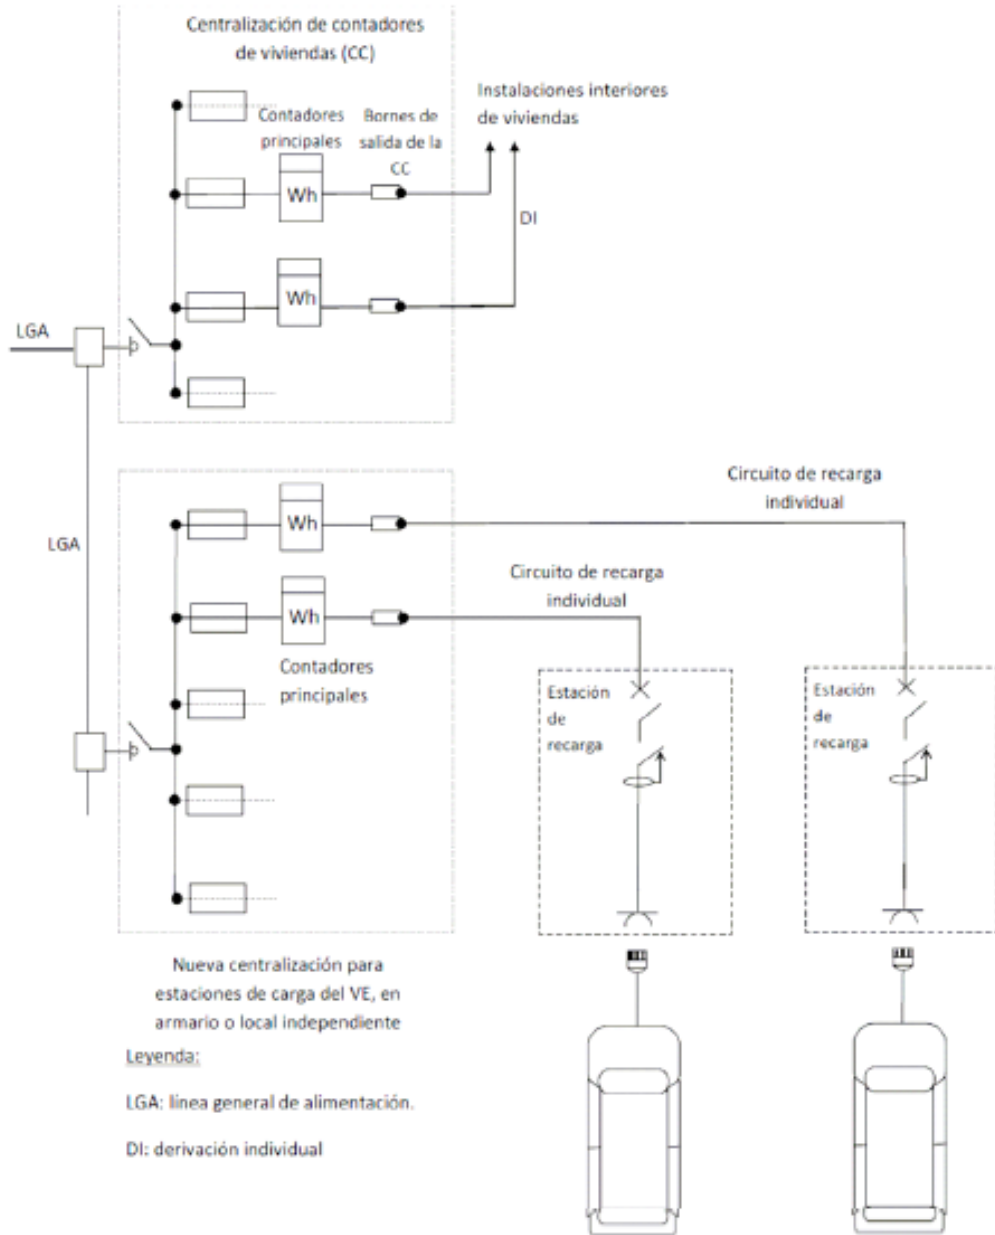 Centralización de contadores
de viviendas (CC)
Instalaciones interiores
de viviendas
Contadores
principales
Bornes de
salida de la
CC
Wh
DI
Wh
LGA
Circuito de recarga
individual
Wh
LGA
Circuito de recarga
individual
Wh
Contadores
principales
Estación
de
recarga
Estación
de
recarga
Nueva centralización para
estaciones de carga del VE, en
armario o local independiente
Leyenda:
LGA: línea general de alimentación.
DI: derivación individual